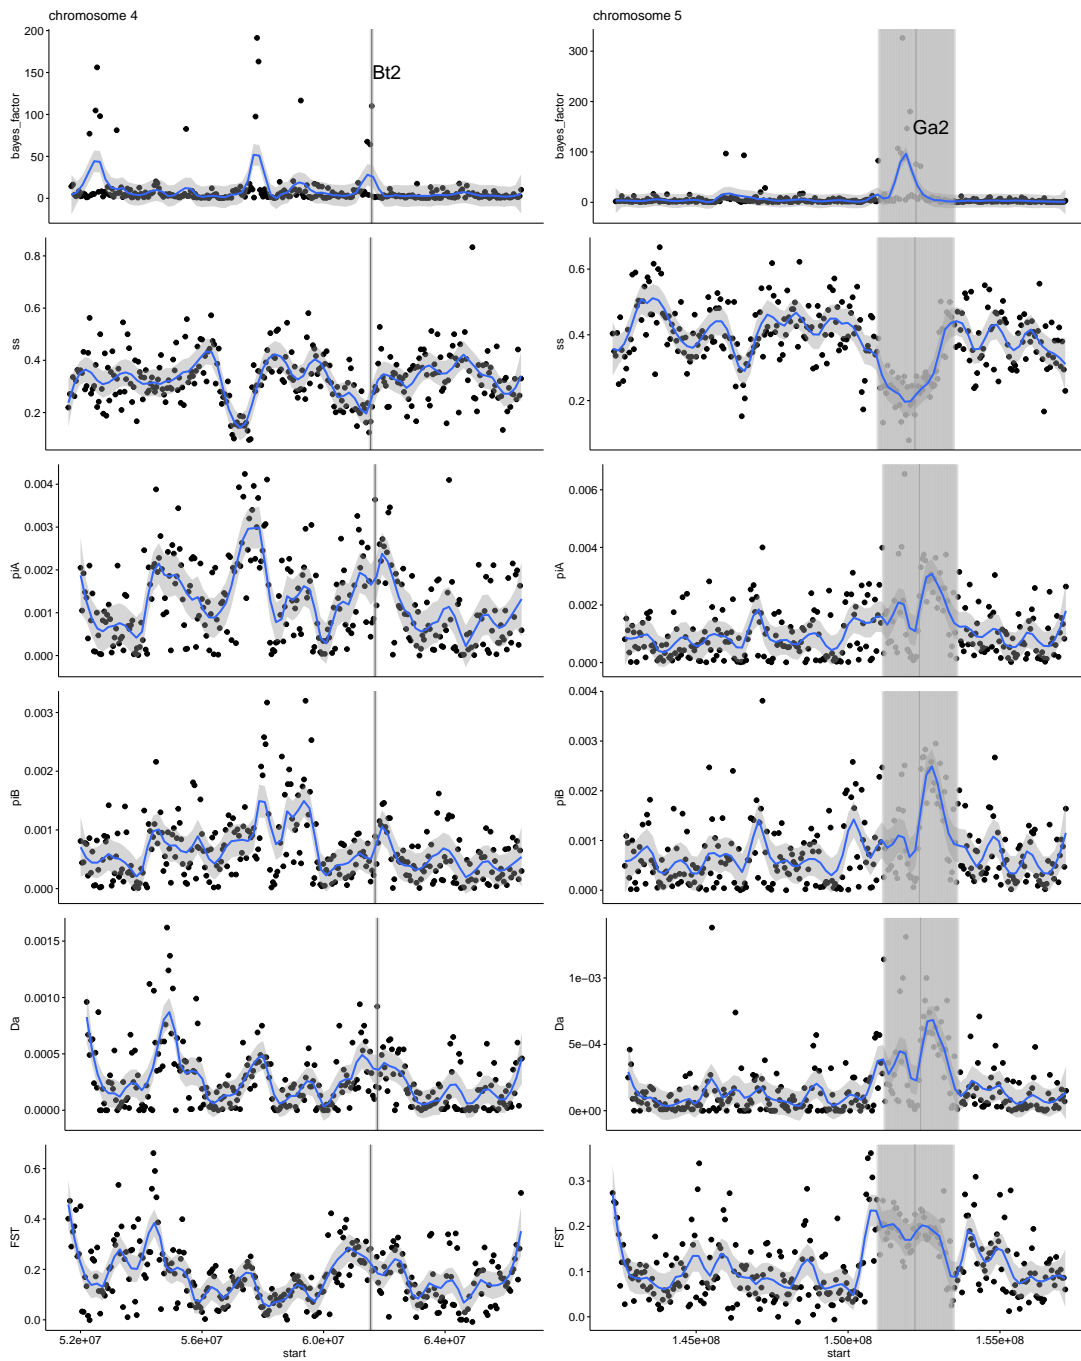 chromosome 4
chromosome 5
200
150
100
50
0
bayes_factor
Bt2
300
200
100
0
bayes_factor
Ga2
0.8
0.6
0.4
0.2
ss
0.6
0.4
0.2
ss
0.004
0.003
0.002
0.001
0.000
piA
0.006
0.004
0.002
0.000
piA
0.003
0.002
0.001
0.000
piB
0.004
0.003
0.002
0.001
0.000
piB
0.0015
0.0010
0.0005
0.0000
Da
1e−03
5e−04
0e+00
Da
0.6
0.4
0.2
0.0
FST
5.2e+07 5.6e+07 6.0e+07 6.4e+07
start
0.3
0.2
0.1
0.0
FST
1.45e+08 1.50e+08 1.55e+08
start